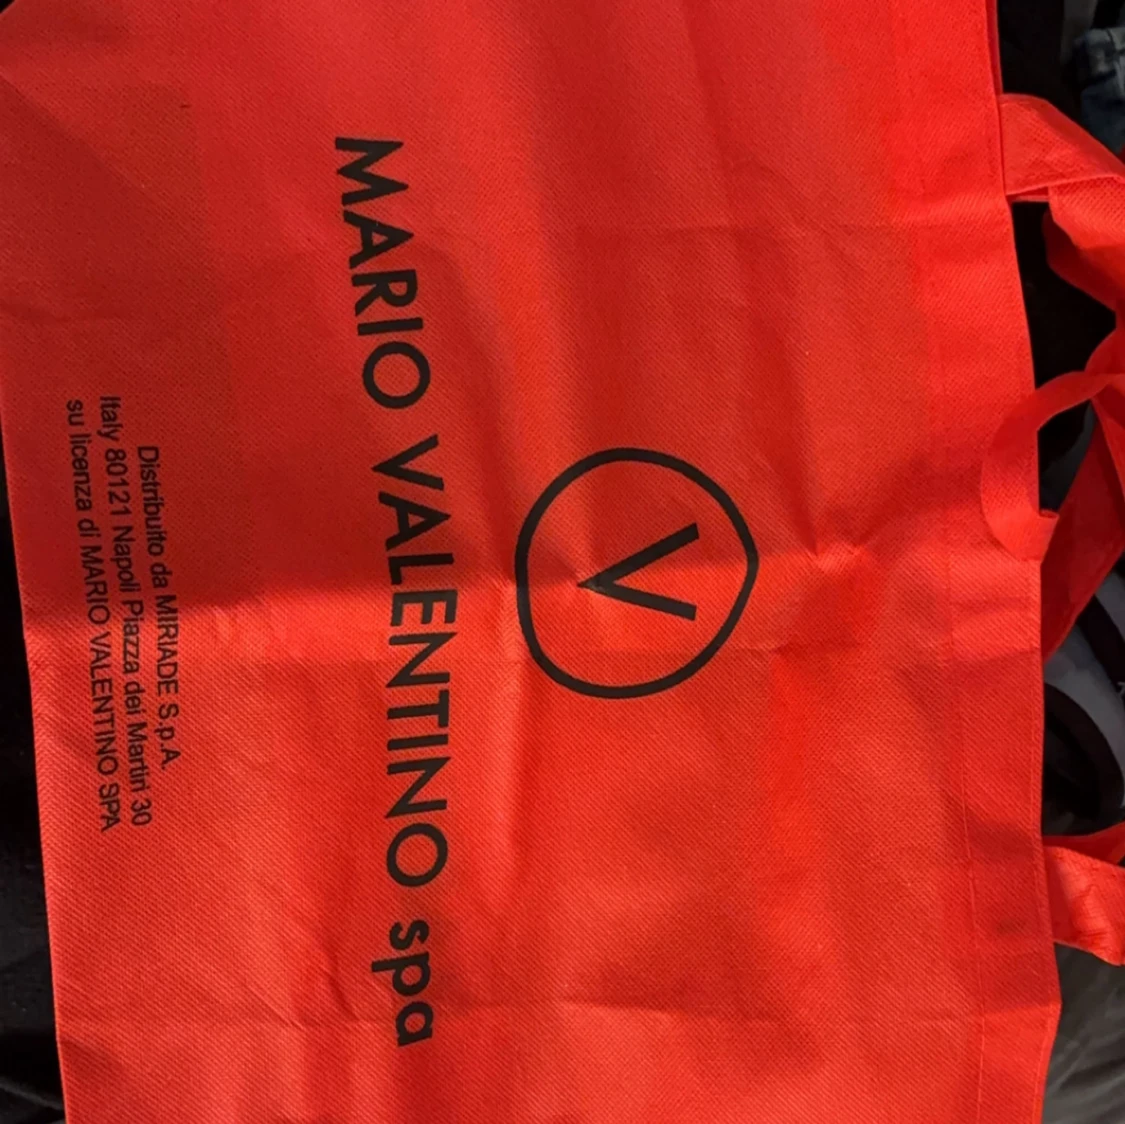 V
MARIO VALENTINO spa
Distribuito da MIRIADE S.p.A.
Italy 80121 Napoli Piazza dei Martiri 30
su licenza di MARIO VALENTINO SPA